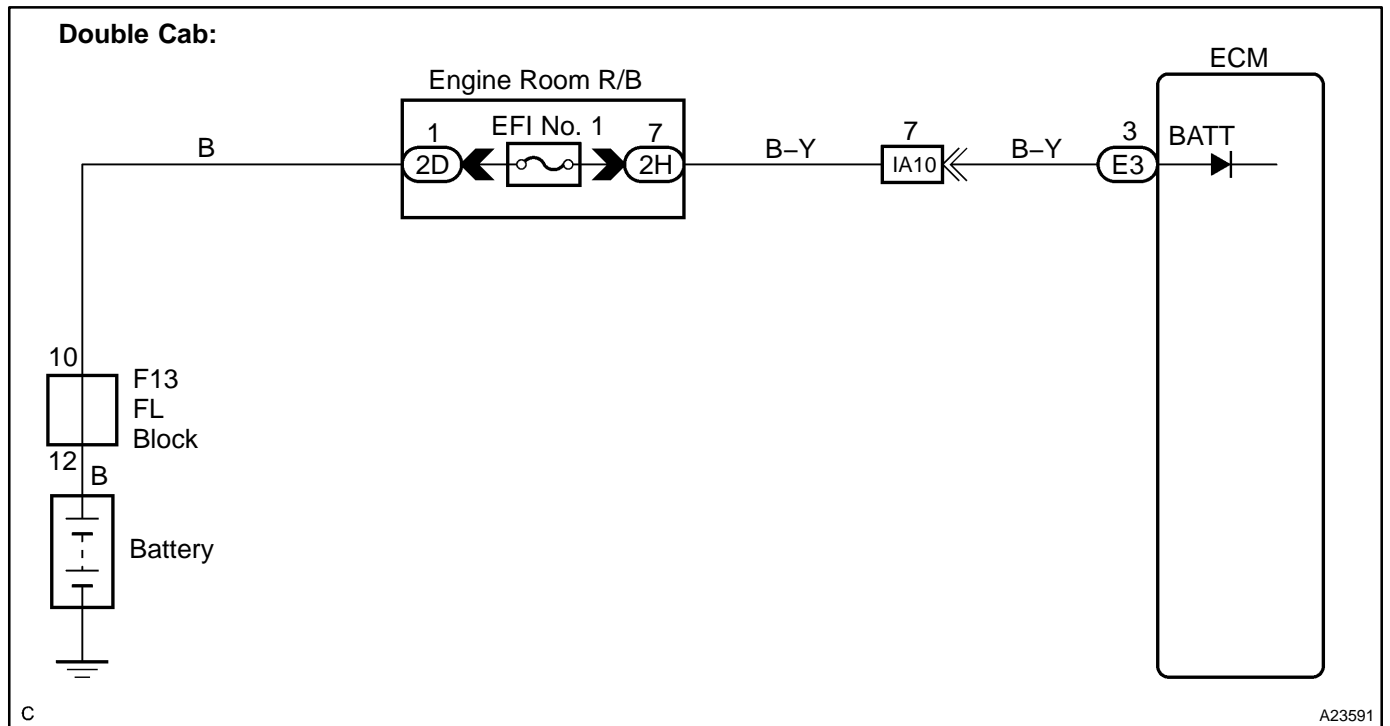 Double Cab:
ECM
Engine Room R/B
B
1
EFI No. 1
7
2D
2H
B–Y
7
IA10
B–Y
3
E3
BATT
10
F13
FL
Block
12
B
Battery
C
A23591